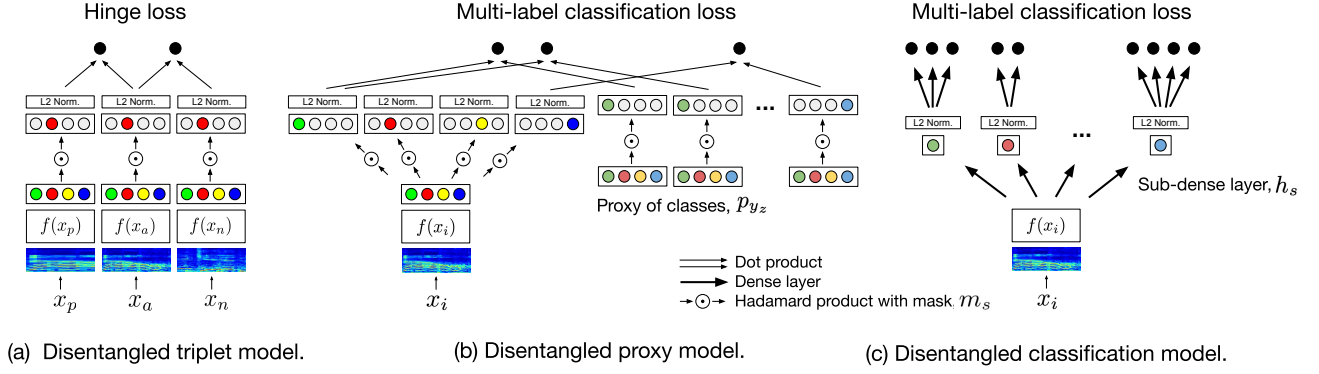 Hinge loss
Multi-label classification loss
Multi-label classification loss
L2 Norm.
L2 Norm.
L2 Norm.
L2 Norm.
L2 Norm.
L2 Norm.
L2 Norm.
...
L2 Norm.
L2 Norm.
...
L2 Norm.
f(x_p)
f(x_a)
f(x_n)
f(x_i)
Proxy of classes, p_{y_z}
Sub-dense layer, h_s
f(x_i)
x_p
x_a
x_n
x_i
x_i
Dot product
Dense layer
Hadamard product with mask, m_s
(a) Disentangled triplet model.
(b) Disentangled proxy model.
(c) Disentangled classification model.